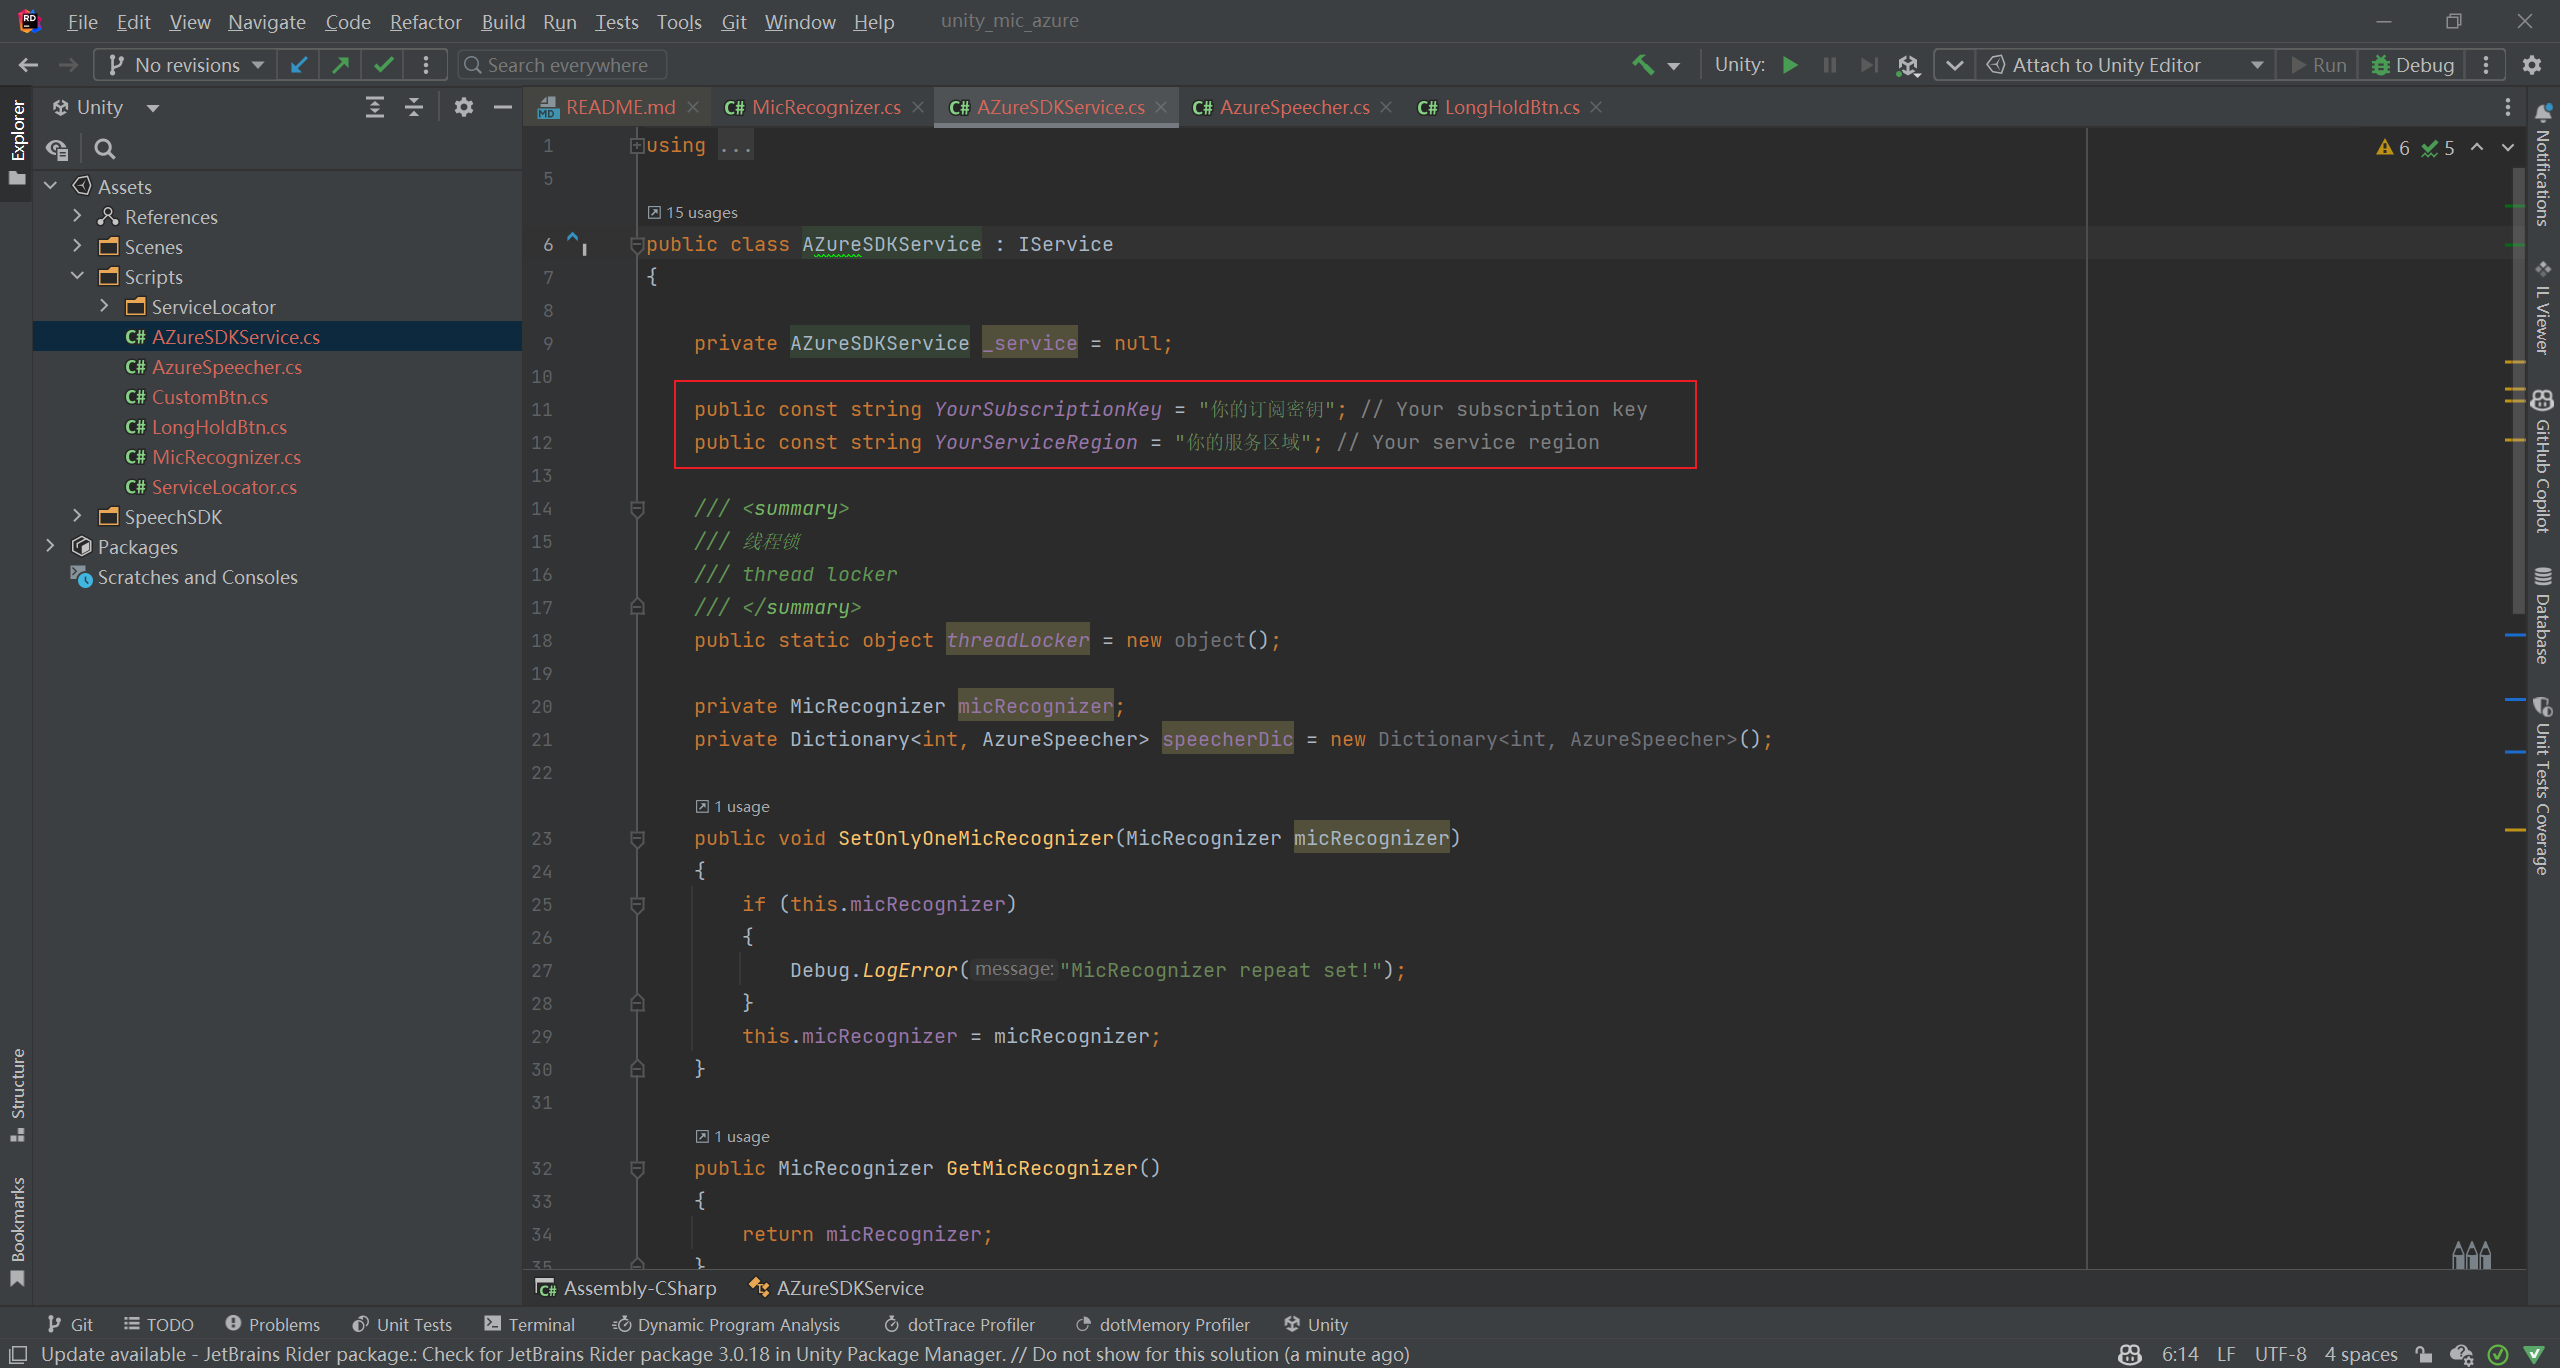 File Edit View Navigate Code Refactor Build Run Tests Tools Git Window Help unity_mic_azure
No revisions Search everywhere Unity: Attach to Unity Editor Run Debug
Explorer
Unity
README.md MicRecognizer.cs AZureSDKService.cs AzureSpeecher.cs LongHoldBtn.cs
Assets
References
Scenes
Scripts
ServiceLocator
C# AZureSDKService.cs
C# AzureSpeecher.cs
C# CustomBtn.cs
C# LongHoldBtn.cs
C# MicRecognizer.cs
C# ServiceLocator.cs
SpeechSDK
Packages
Scratches and Consoles
Structure
Bookmarks
6 5
1 using ...
5
15 usages
6 public class AZureSDKService : IService
7 {
8
9 private AZureSDKService _service = null;
10
11 public const string YourSubscriptionKey = "你的订阅密钥"; // Your subscription key
12 public const string YourServiceRegion = "你的服务区域"; // Your service region
13
14 /// <summary>
15 /// 线程锁
16 /// thread locker
17 /// </summary>
18 public static object threadLocker = new object();
19
20 private MicRecognizer micRecognizer;
21 private Dictionary<int, AzureSpeecher> speecherDic = new Dictionary<int, AzureSpeecher>();
22
1 usage
23 public void SetOnlyOneMicRecognizer(MicRecognizer micRecognizer)
24 {
25 if (this.micRecognizer)
26 {
27 Debug.LogError( message: "MicRecognizer repeat set!");
28 }
29 this.micRecognizer = micRecognizer;
30 }
31
1 usage
32 public MicRecognizer GetMicRecognizer()
33 {
34 return micRecognizer;
35 }
Notifications
IL Viewer
GitHub Copilot
Database
Unit Tests Coverage
Assembly-CSharp AZureSDKService
Git TODO Problems Unit Tests Terminal Dynamic Program Analysis dotTrace Profiler dotMemory Profiler Unity
Update available - JetBrains Rider package.: Check for JetBrains Rider package 3.0.18 in Unity Package Manager. // Do not show for this solution (a minute ago) 6:14 LF UTF-8 4 spaces